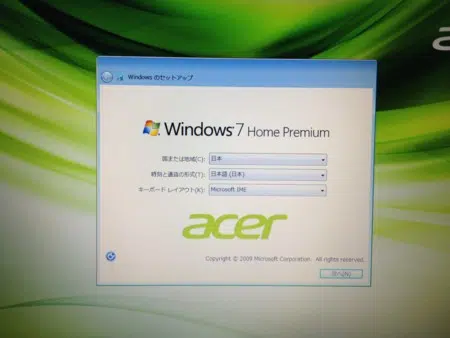 Windows のセットアップ
Windows 7 Home Premium
国または地域(C): 日本
時刻と通貨の形式(T): 日本語 (日本)
キーボード レイアウト(K): Microsoft IME
acer
Copyright © 2009 Microsoft Corporation. All rights reserved.
次へ(N)